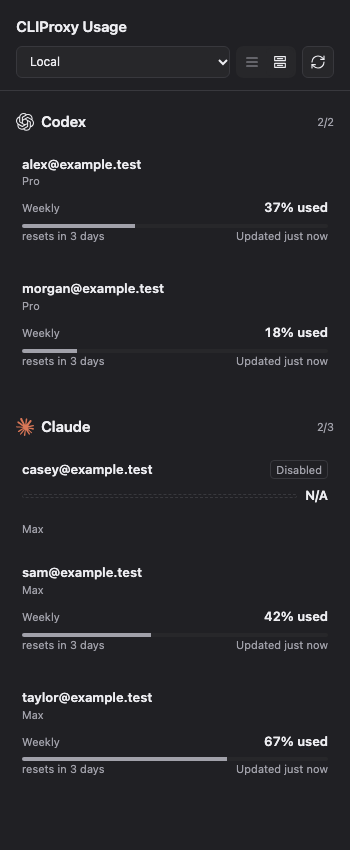 CLIProxy Usage
Local
Codex 2/2
alex@example.test
Pro
Weekly 37% used
resets in 3 days Updated just now
morgan@example.test
Pro
Weekly 18% used
resets in 3 days Updated just now
Claude 2/3
casey@example.test Disabled
N/A
Max
sam@example.test
Max
Weekly 42% used
resets in 3 days Updated just now
taylor@example.test
Max
Weekly 67% used
resets in 3 days Updated just now